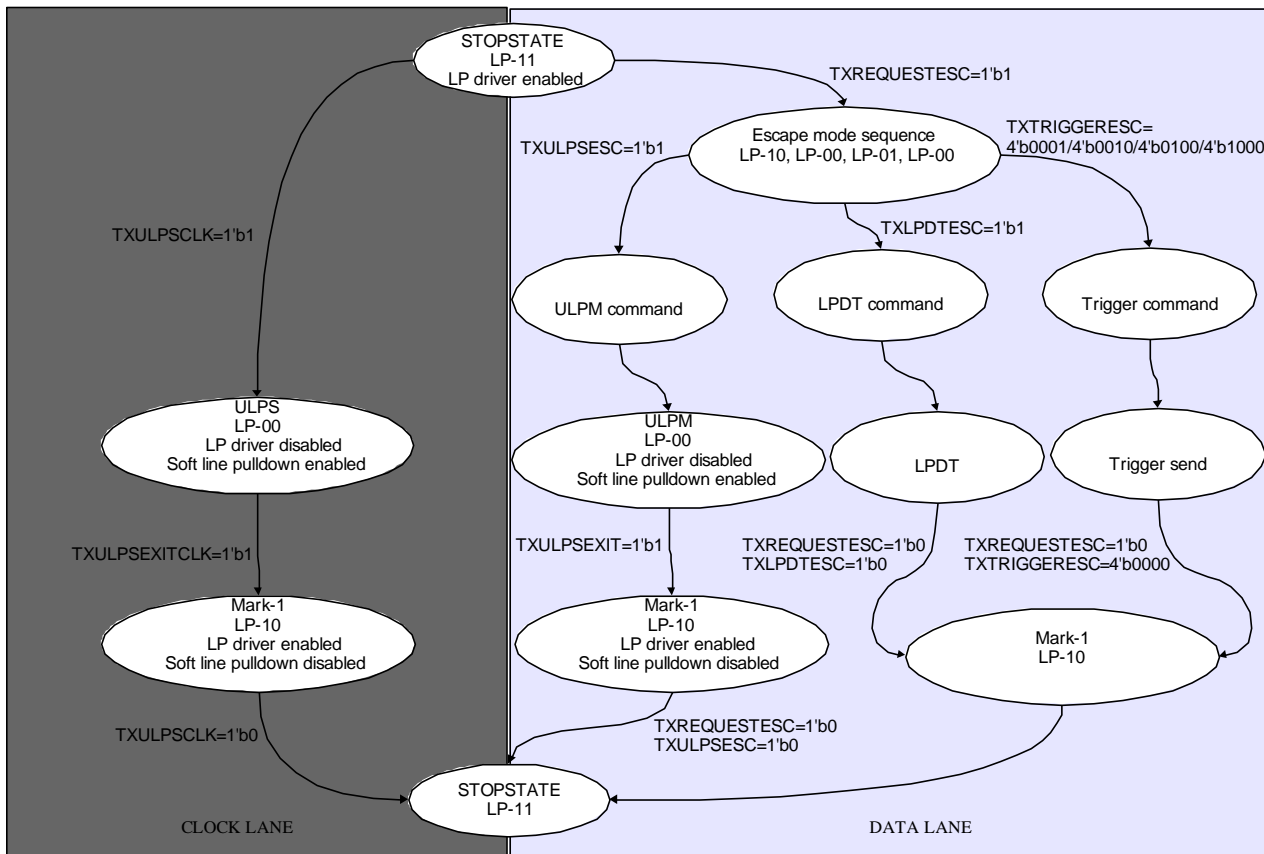 STOPSTATE
LP-11
LP driver enabled
TXREQUESTESC=1'b1
Escape mode sequence
LP-10, LP-00, LP-01, LP-00
TXTRIGGERESC=
4'b0001/4'b0010/4'b0100/4'b1000
TXULPSESC=1'b1
TXLPDTESC=1'b1
TXULPSCLK=1'b1
ULPM command
LPDT command
Trigger command
ULPS
LP-00
LP driver disabled
Soft line pulldown enabled
ULPM
LP-00
LP driver disabled
Soft line pulldown enabled
LPDT
Trigger send
TXULPSEXITCLK=1'b1
TXULPSEXIT=1'b1
TXREQUESTESC=1'b0
TXLPDTESC=1'b0
TXREQUESTESC=1'b0
TXTRIGGERESC=4'b0000
Mark-1
LP-10
LP driver enabled
Soft line pulldown disabled
Mark-1
LP-10
LP driver enabled
Soft line pulldown disabled
Mark-1
LP-10
TXULPSCLK=1'b0
TXREQUESTESC=1'b0
TXULPSESC=1'b0
STOPSTATE
LP-11
CLOCK LANE
DATA LANE